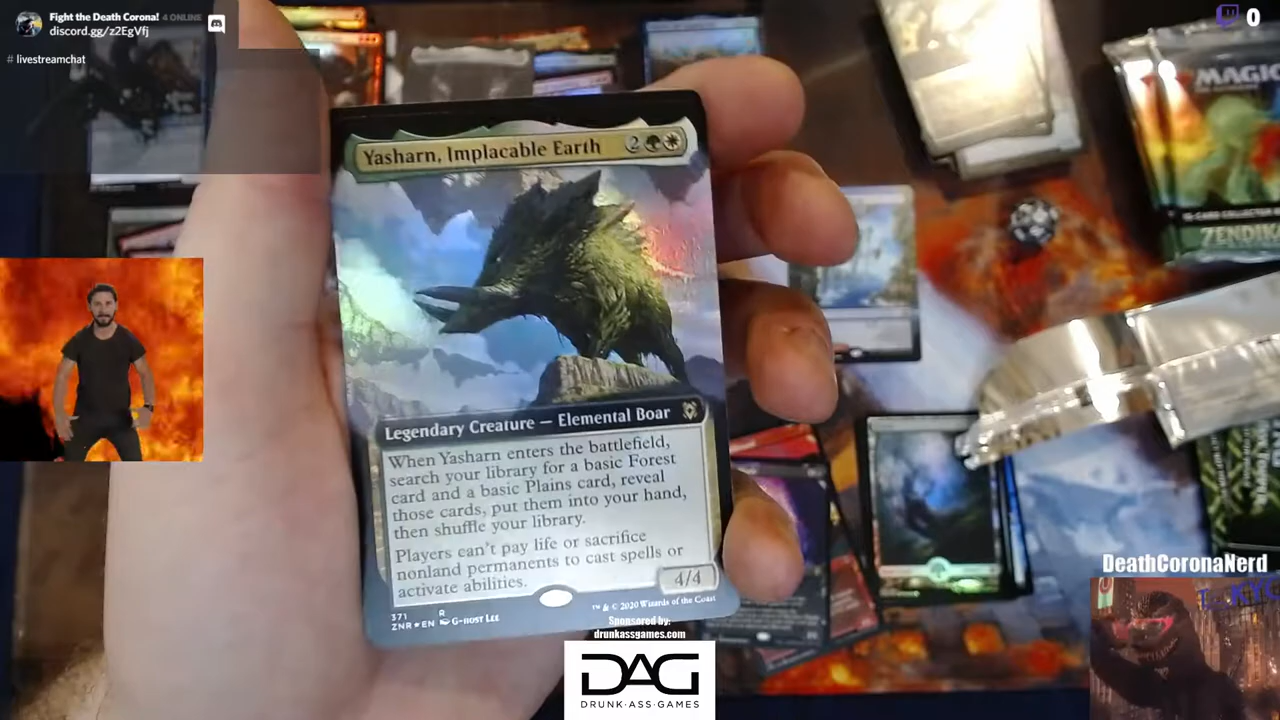 Fight the Death Corona! 4 ONLINE
discord.gg/z2EgVfj
# livestreamchat
0
MAGIC
ZENDIK
Yasharn, Implacable Earth 2
Legendary Creature — Elemental Boar
When Yasharn enters the battlefield,
search your library for a basic Forest
card and a basic Plains card, reveal
those cards, put them into your hand,
then shuffle your library.
Players can't pay life or sacrifice
nonland permanents to cast spells or
activate abilities.
4/4
371 R
ZNR • EN G-HOST LEE
™ & © 2020 Wizards of the Coast
Sponsored by:
drunkassgames.com
DAG
DRUNK·ASS·GAMES
DeathCoronaNerd